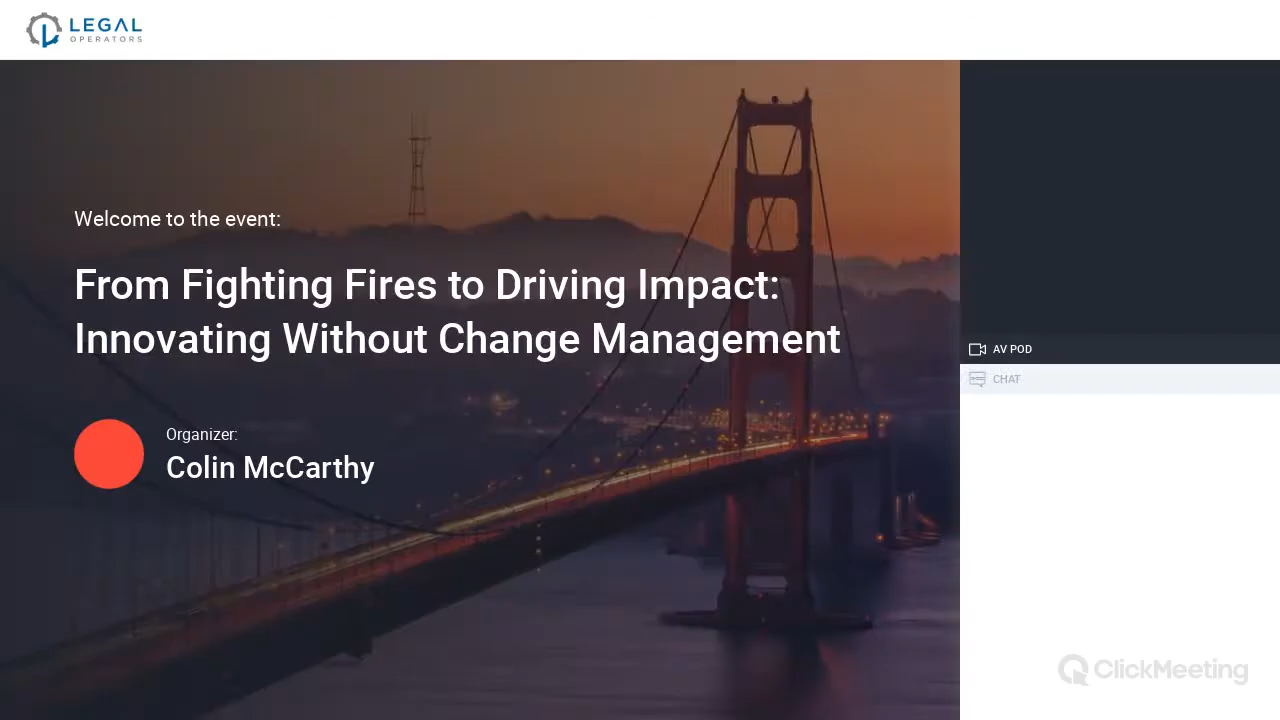 LEGAL
OPERATORS
Welcome to the event:
From Fighting Fires to Driving Impact:
Innovating Without Change Management
Organizer:
Colin McCarthy
AV POD
CHAT
ClickMeeting